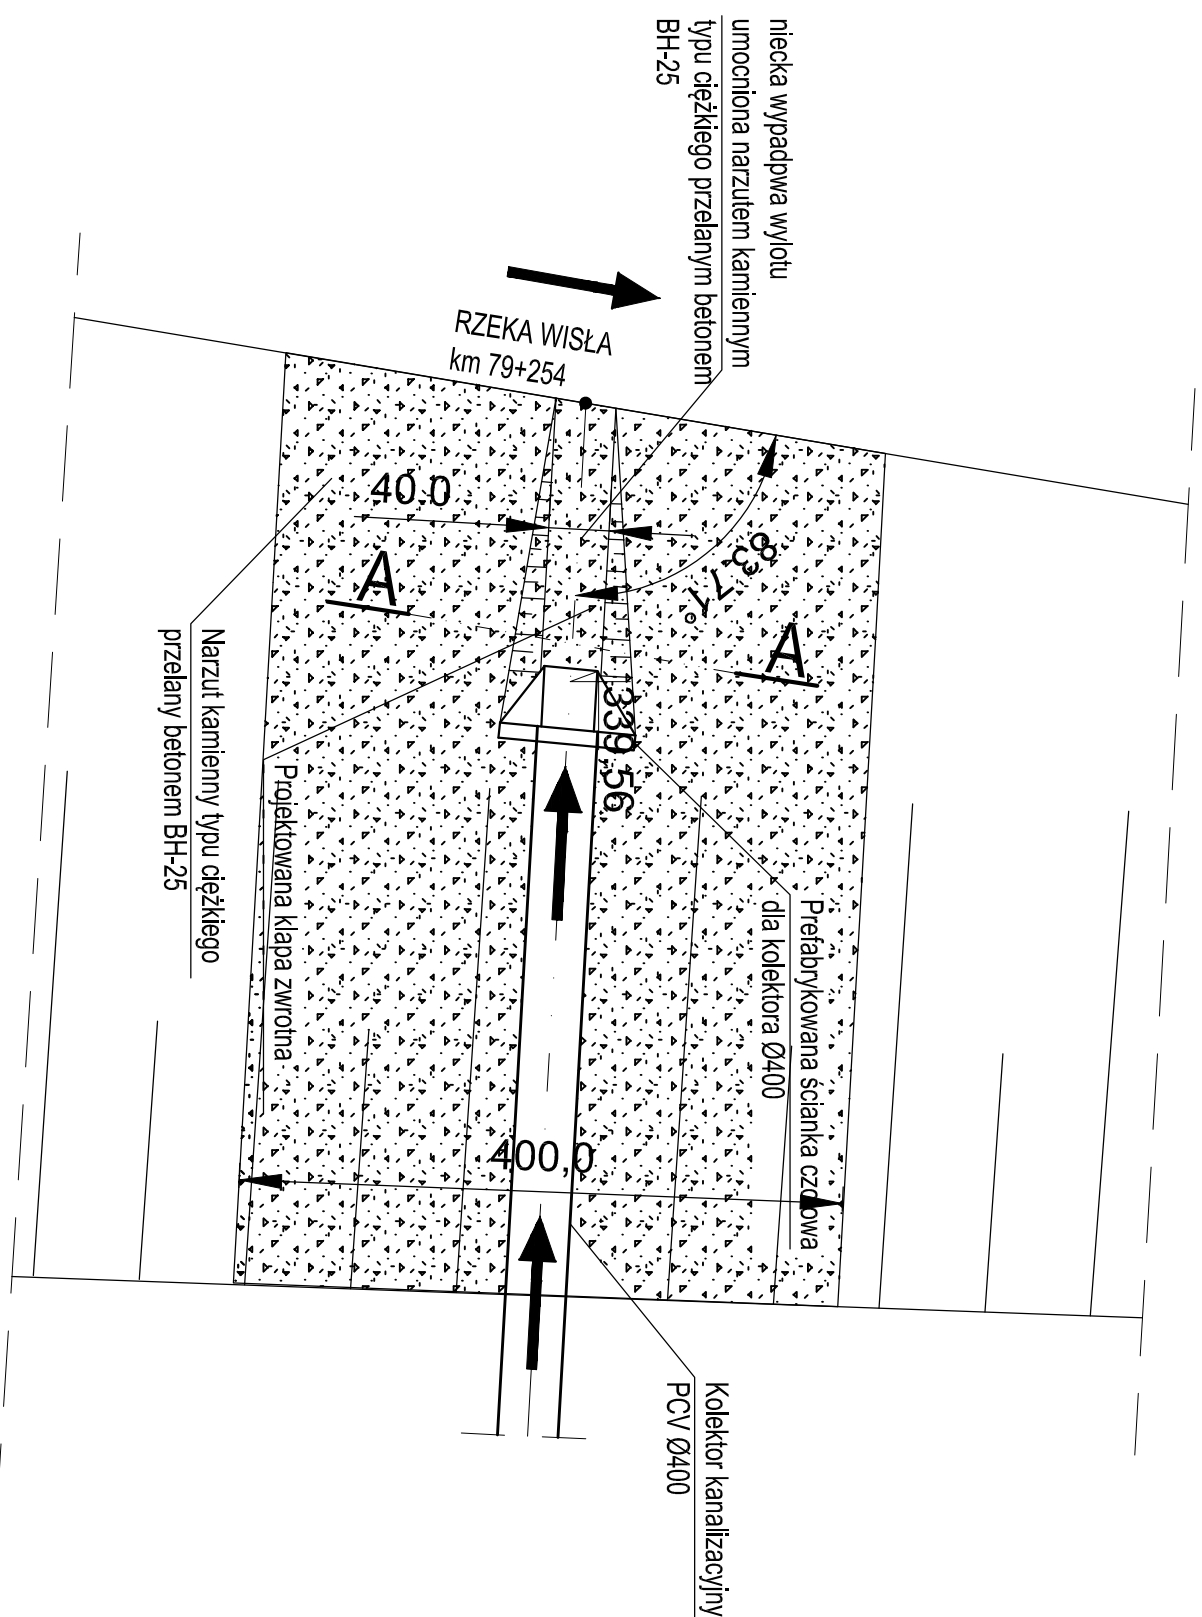 niecka wypadpwa wylotu
umocniona narzutem kamiennym
typu ciężkiego przelanym betonem
BH-25
RZEKA WISŁA
km 79+254
40.0
83,71°
A
A
339,56
Narzut kamienny typu ciężkiego
przelany betonem BH-25
Projektowana klapa zwrotna
Prefabrykowana ścianka czołowa
dla kolektora Ø400
400,0
Kolektor kanalizacyjny
PCV Ø400